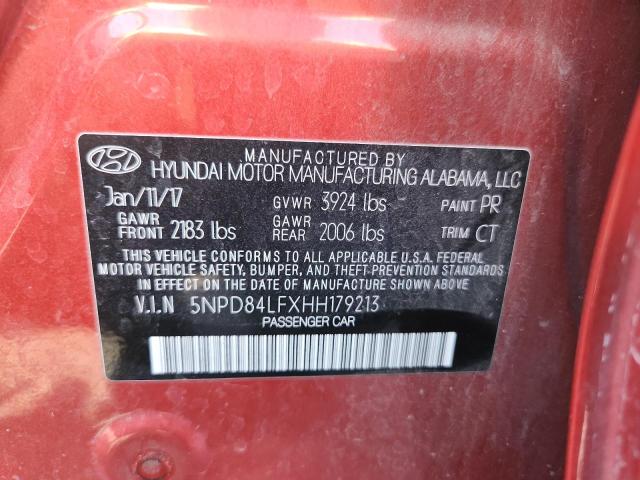 MANUFACTURED BY
HYUNDAI MOTOR MANUFACTURING ALABAMA, LLC
Jan/11/17 GVWR 3924 lbs PAINT PR
GAWR FRONT 2183 lbs GAWR REAR 2006 lbs TRIM CT
THIS VEHICLE CONFORMS TO ALL APPLICABLE U.S.A. FEDERAL
MOTOR VEHICLE SAFETY, BUMPER, AND THEFT PREVENTION STANDARDS
IN EFFECT ON THE DATE OF MANUFACTURE SHOWN ABOVE.
V.I.N 5NPD84LFXHH179213
PASSENGER CAR